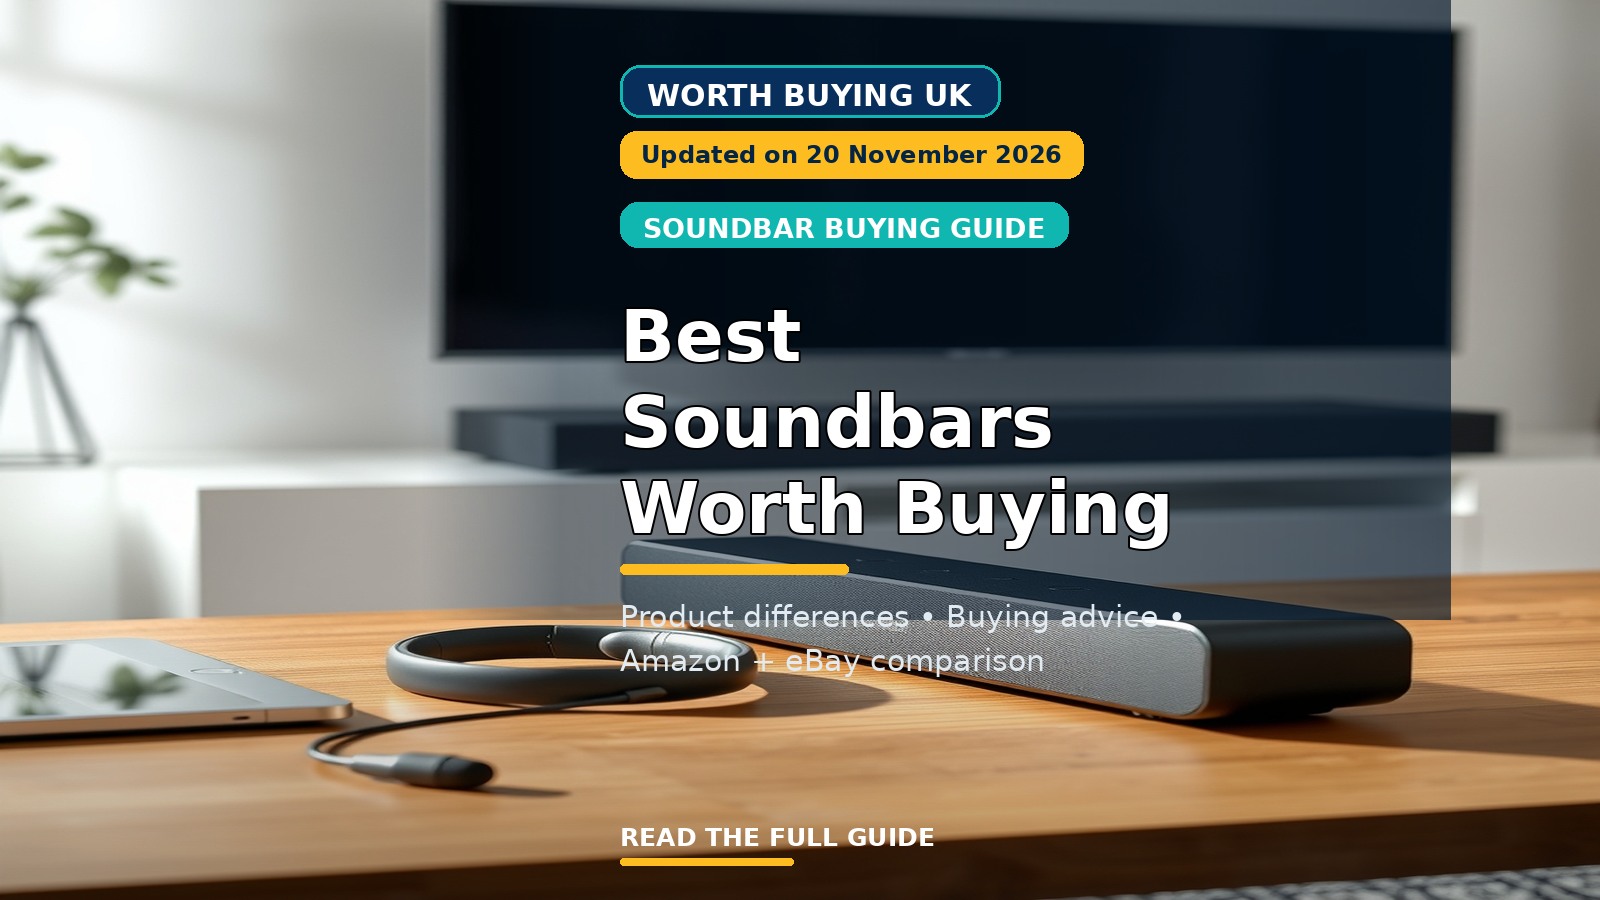 WORTH BUYING UK
Updated on 20 November 2026
SOUNDBAR BUYING GUIDE
Best
Soundbars
Worth Buying
Product differences • Buying advice •
Amazon + eBay comparison
READ THE FULL GUIDE